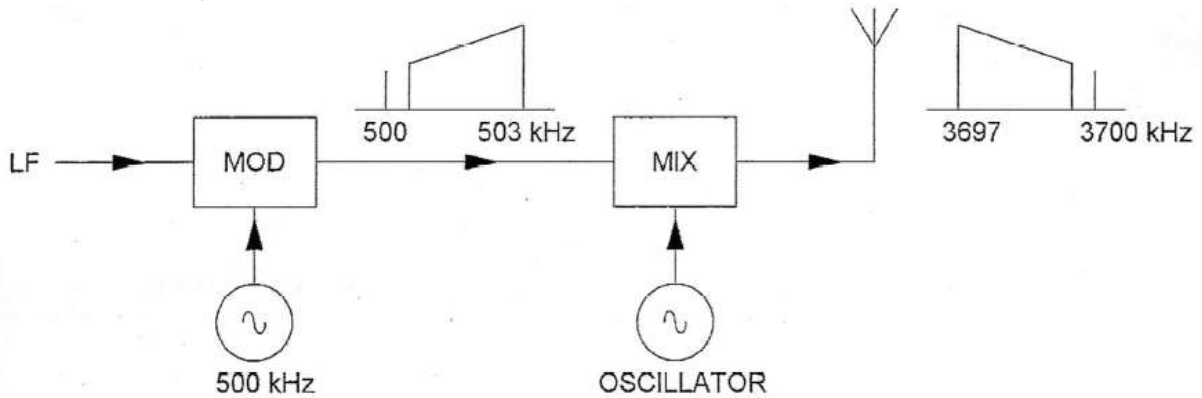 500 503 kHz
3697 3700 kHz
LF MOD MIX
500 kHz OSCILLATOR